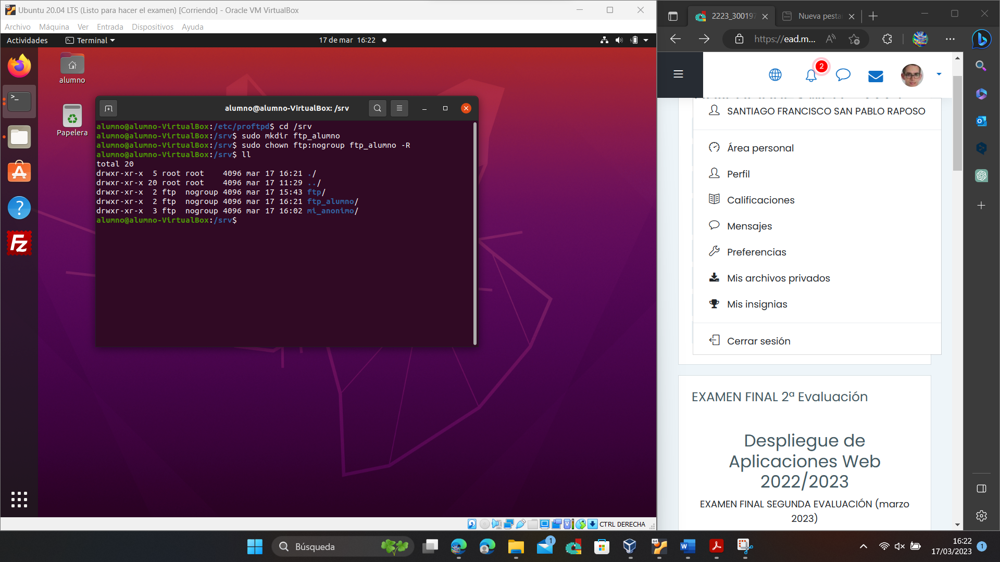 Ubuntu 20.04 LTS (Listo para hacer el examen) [Corriendo] - Oracle VM VirtualBox
Archivo Máquina Ver Entrada Dispositivos Ayuda
Actividades Terminal 17 de mar 16:22
alumno
Papelera
alumno@alumno-VirtualBox: /srv
alumno@alumno-VirtualBox:/etc/proftpd$ cd /srv
alumno@alumno-VirtualBox:/srv$ sudo mkdir ftp_alumno
alumno@alumno-VirtualBox:/srv$ sudo chown ftp:nogroup ftp_alumno -R
alumno@alumno-VirtualBox:/srv$ ll
total 20
drwxr-xr-x  5 root root    4096 mar 17 16:21 ./
drwxr-xr-x 20 root root    4096 mar 17 11:29 ../
drwxr-xr-x  2 ftp  nogroup 4096 mar 17 15:43 ftp/
drwxr-xr-x  2 ftp  nogroup 4096 mar 17 16:21 ftp_alumno/
drwxr-xr-x  3 ftp  nogroup 4096 mar 17 16:02 mi_anonimo/
alumno@alumno-VirtualBox:/srv$
CTRL DERECHA
2223_300197 Nueva pesta
https://ead.m...
2
SANTIAGO FRANCISCO SAN PABLO RAPOSO
Área personal
Perfil
Calificaciones
Mensajes
Preferencias
Mis archivos privados
Mis insignias
Cerrar sesión
EXAMEN FINAL 2ª Evaluación
Despliegue de
Aplicaciones Web
2022/2023
EXAMEN FINAL SEGUNDA EVALUACIÓN (marzo
2023)
Búsqueda
1
64
16:22
17/03/2023
1